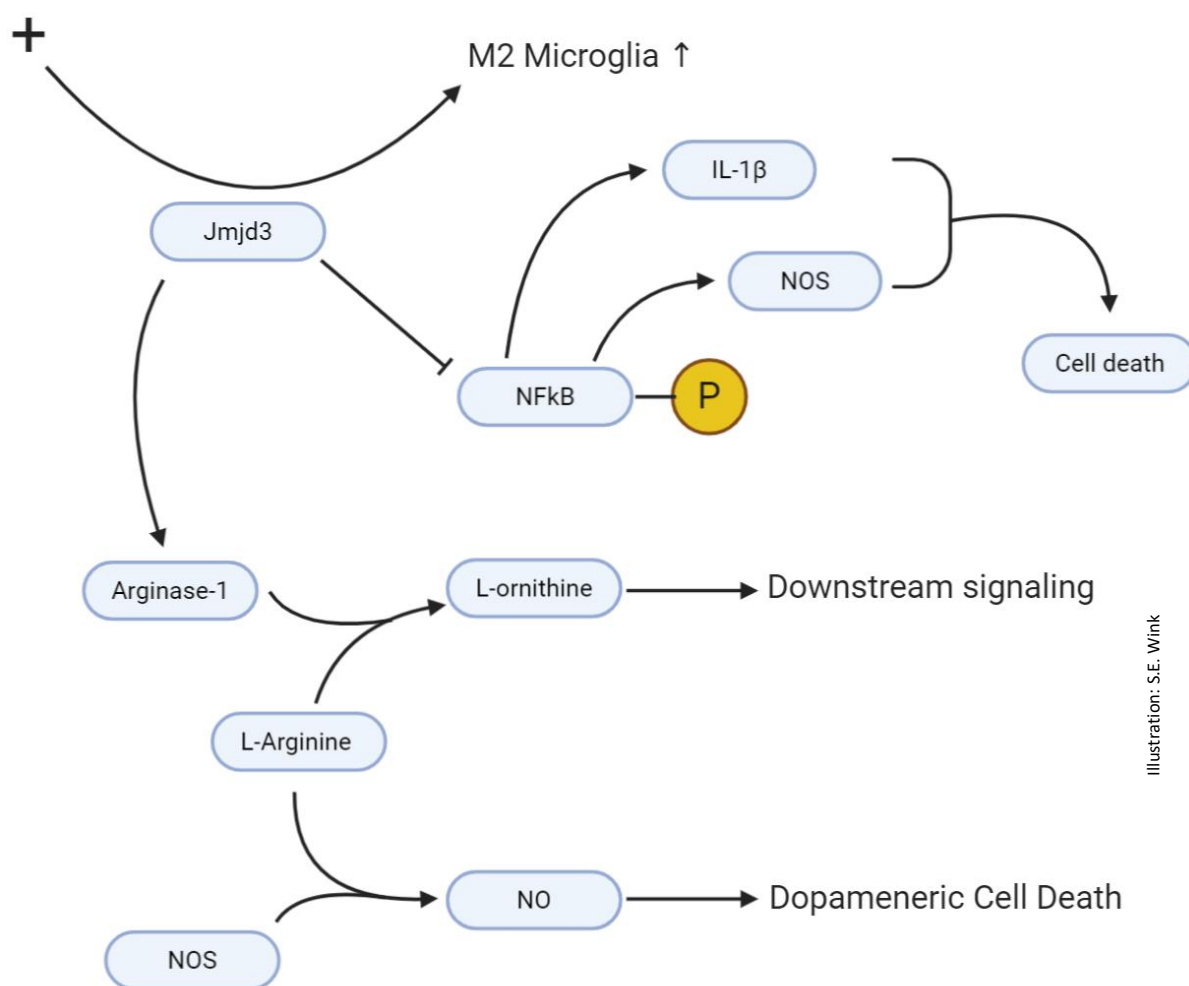 +
M2 Microglia ↑
IL-1β
Jmjd3
NOS
Cell death
NFkB
P
Arginase-1
L-ornithine
Downstream signaling
L-Arginine
NO
Dopameneric Cell Death
NOS
Illustration: S.E. Wink